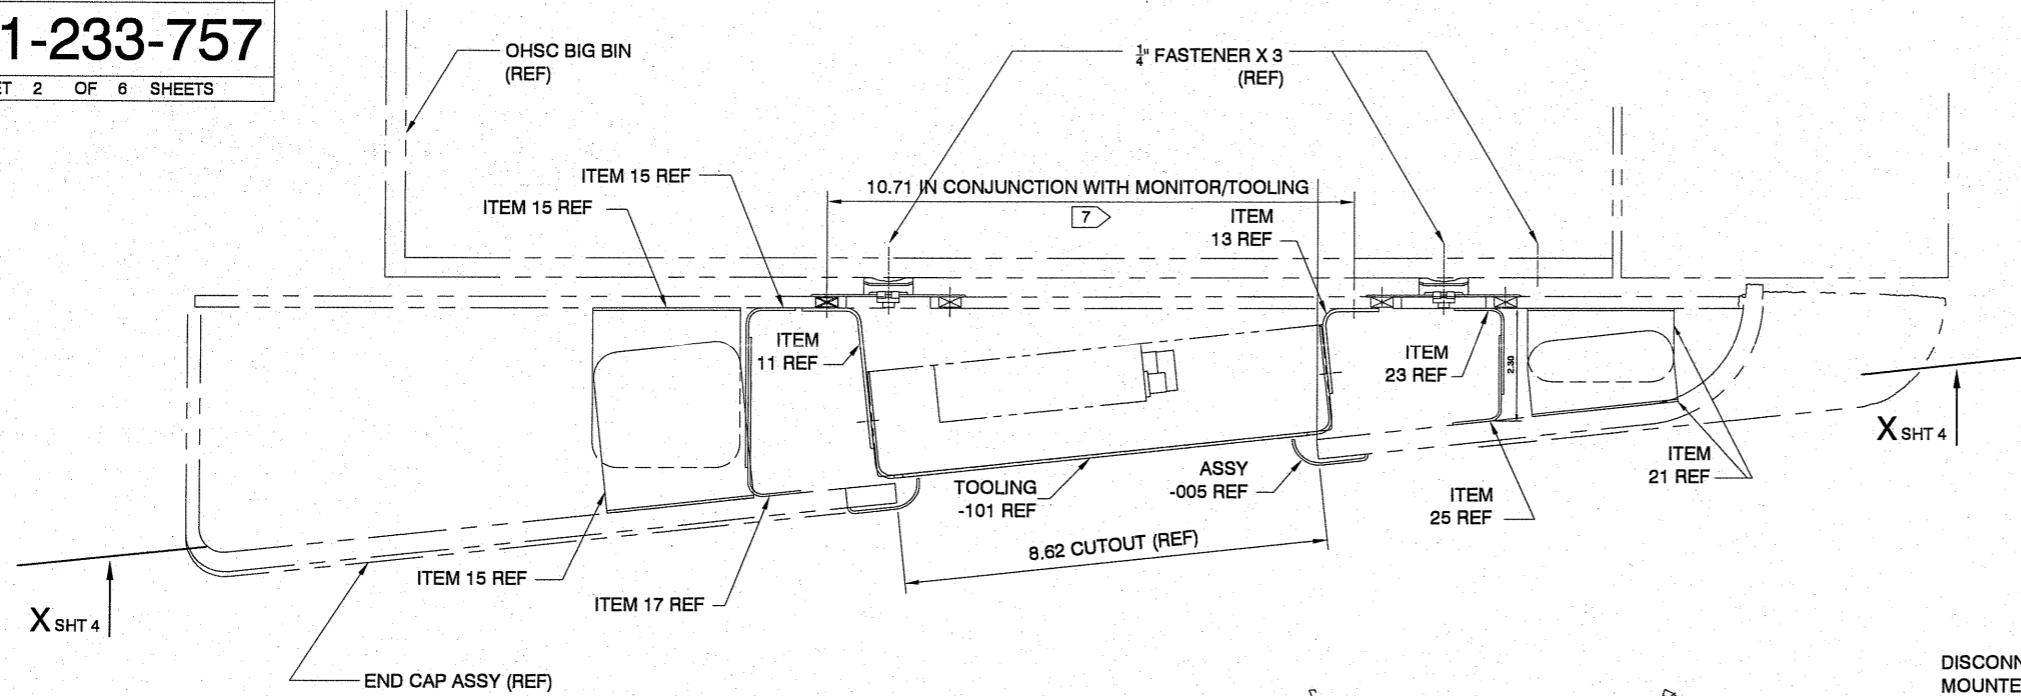 1-233-757
ET 2 OF 6 SHEETS
OHSC BIG BIN
(REF)
1/4" FASTENER X 3
(REF)
ITEM 15 REF
ITEM 15 REF
10.71 IN CONJUNCTION WITH MONITOR/TOOLING
7
ITEM
13 REF
ITEM
11 REF
ITEM
23 REF
2.30
X SHT 4
ITEM
21 REF
ASSY
-005 REF
TOOLING
-101 REF
ITEM
25 REF
8.62 CUTOUT (REF)
ITEM 15 REF
ITEM 17 REF
X SHT 4
END CAP ASSY (REF)
DISCONN
MOUNTE